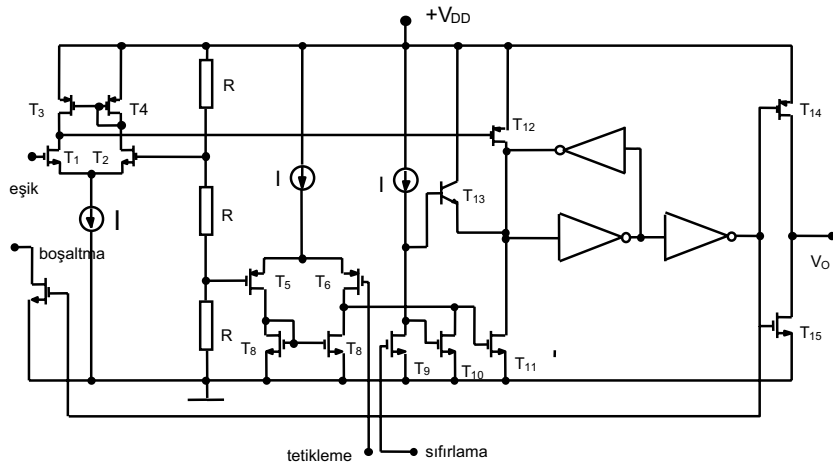 +VDD
R
T3
T4
T12
T14
T1
T2
I
I
T13
eşik
R
I
boşaltma
VO
T5
T6
R
T8
T8
T9
T10
T11
T15
tetikleme
sıfırlama